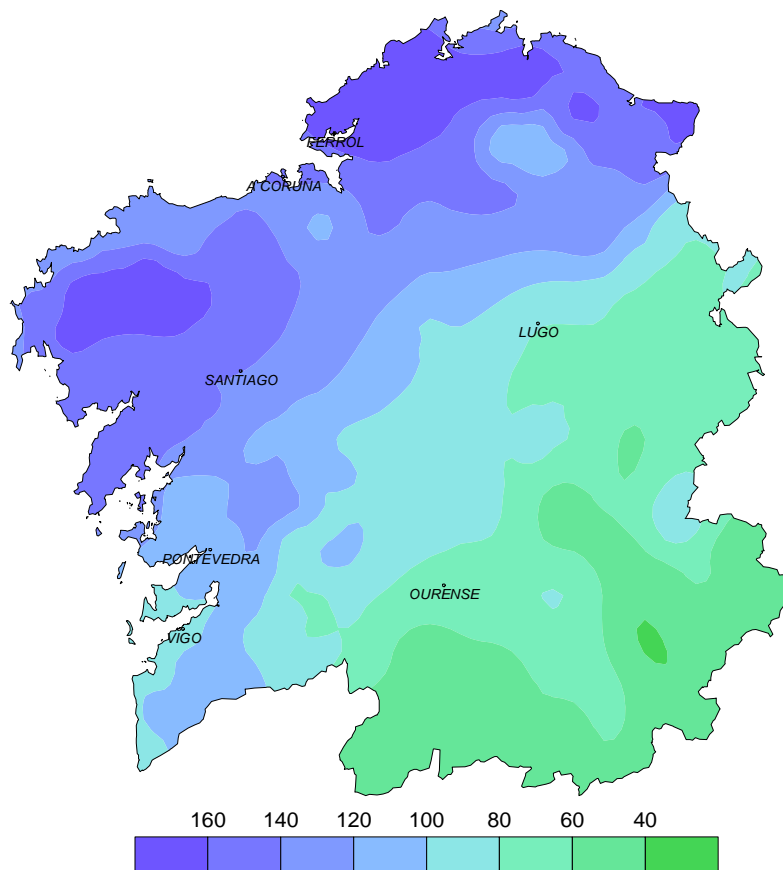 FERROL
A CORUÑA
LUGO
SANTIAGO
PONTEVEDRA
OURENSE
VIGO
160 140 120 100 80 60 40